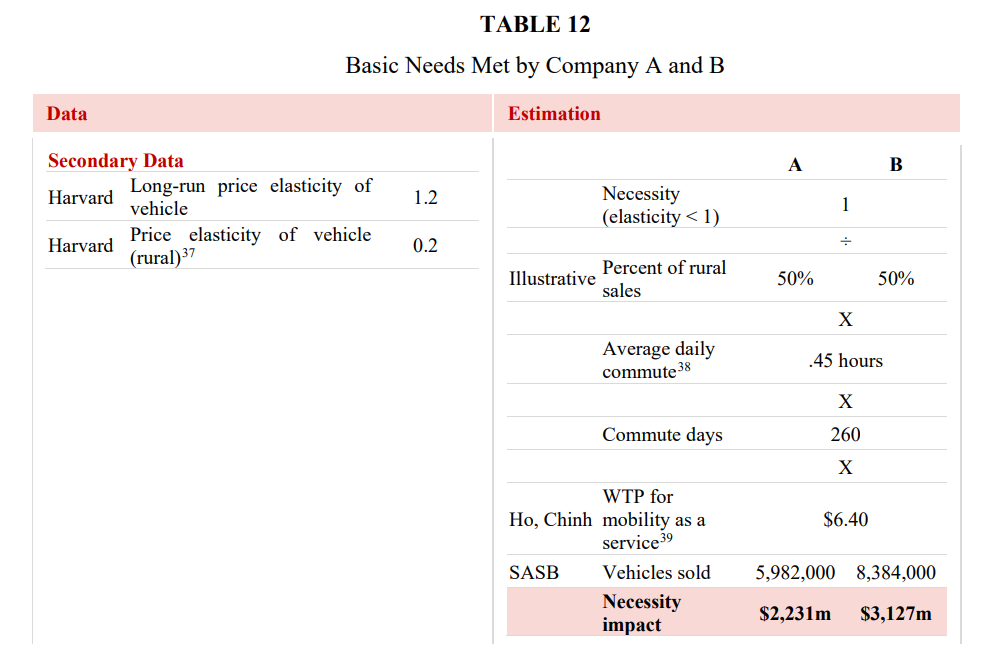 TABLE 12
Basic Needs Met by Company A and B
Data
Estimation
Secondary Data
Harvard Long-run price elasticity of vehicle 1.2
Harvard Price elasticity of vehicle (rural)37 0.2
A B
Necessity (elasticity < 1) 1
÷
Illustrative Percent of rural sales 50% 50%
X
Average daily commute38 .45 hours
X
Commute days 260
X
Ho, Chinh WTP for mobility as a service39 $6.40
SASB Vehicles sold 5,982,000 8,384,000
Necessity impact $2,231m $3,127m